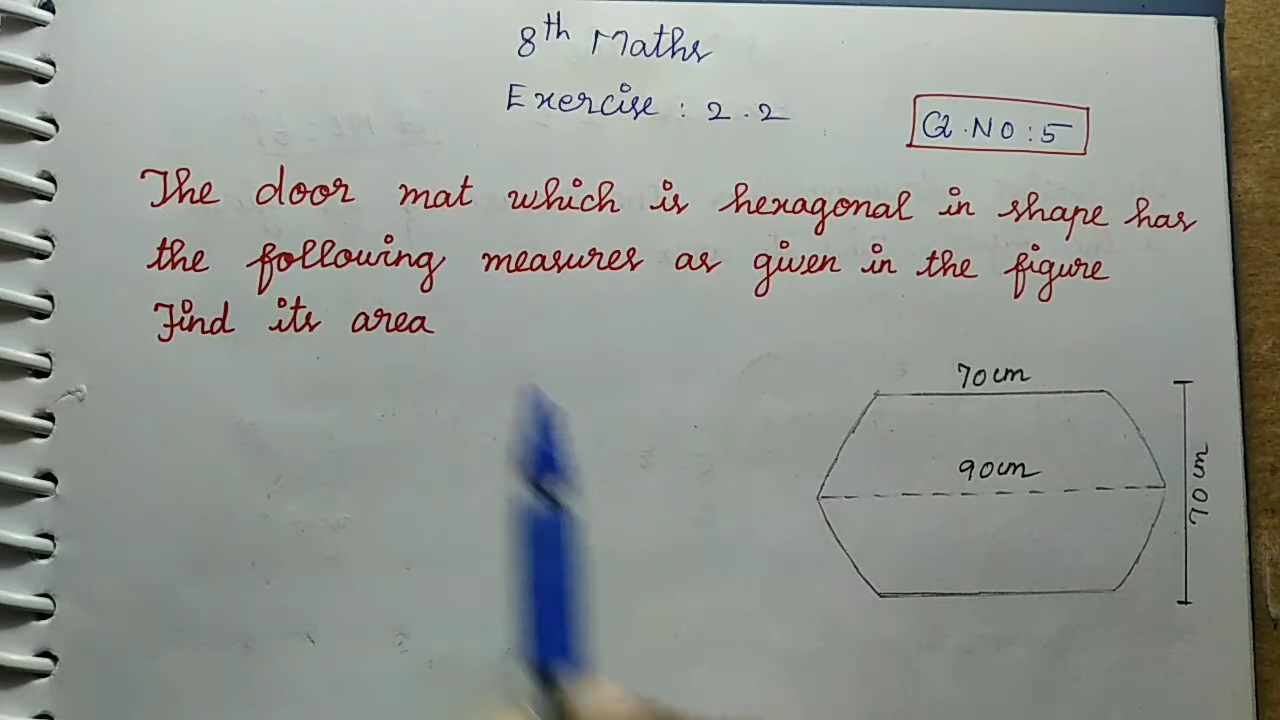 8th Maths
Exercise : 2.2
Q.NO:5
The door mat which is hexagonal in shape has
the following measures as given in the figure
Find its area
70cm
90cm
70cm